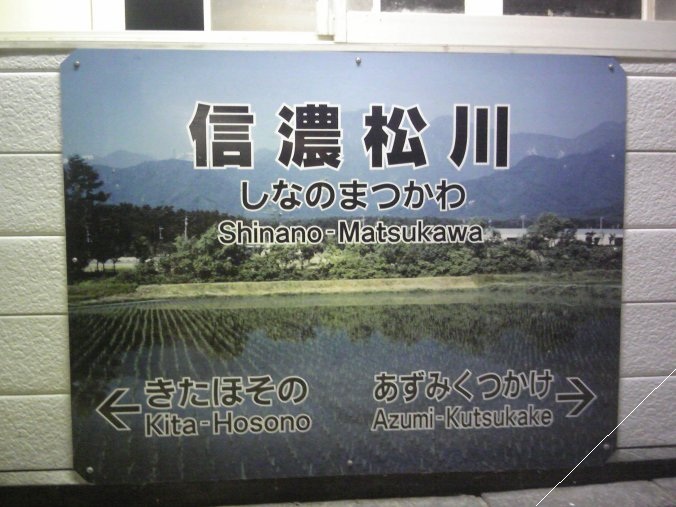 信濃松川
しなのまつかわ
Shinano-Matsukawa
きたほその
Kita-Hosono
あずみくつかけ
Azumi-Kutsukake